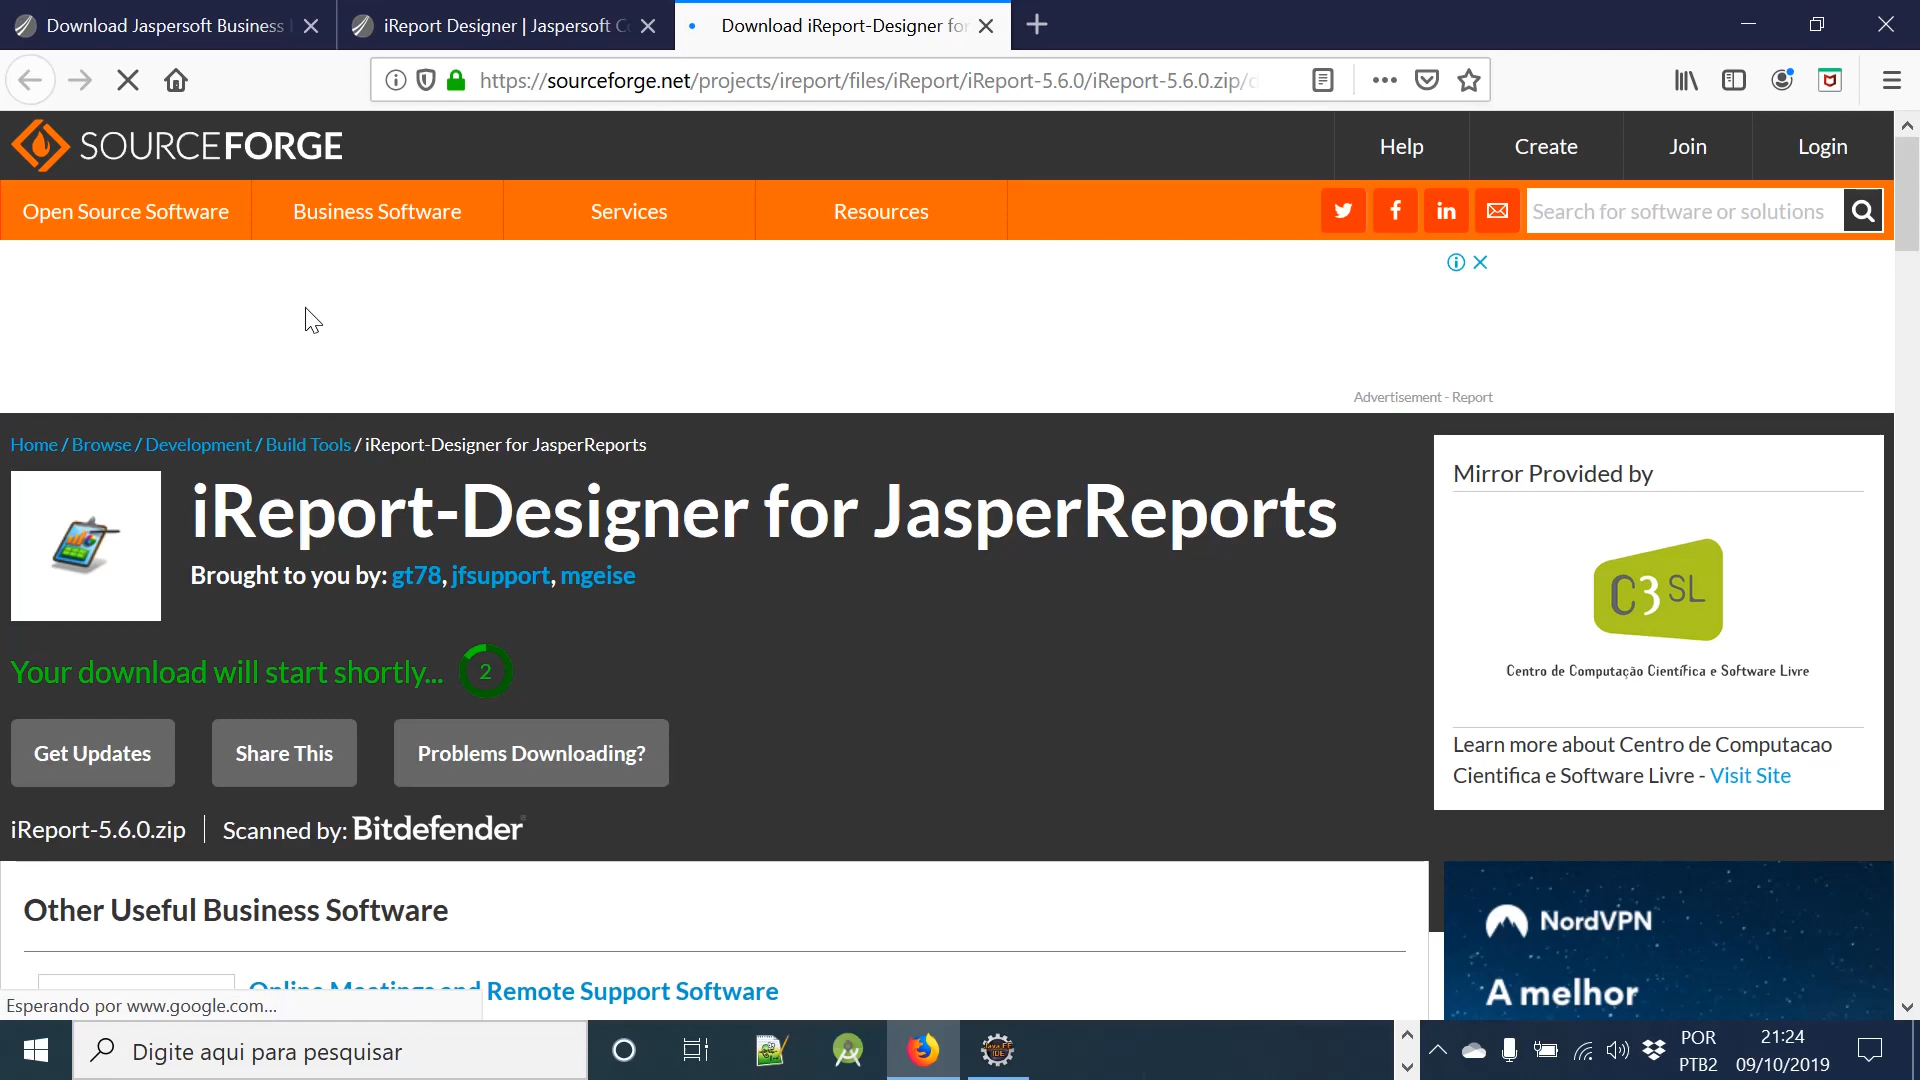 Download Jaspersoft Business
iReport Designer | Jaspersoft C
Download iReport-Designer for
https://sourceforge.net/projects/ireport/files/iReport/iReport-5.6.0/iReport-5.6.0.zip/d
SOURCEFORGE
Help
Create
Join
Login
Open Source Software
Business Software
Services
Resources
Search for software or solutions
Advertisement - Report
Home / Browse / Development / Build Tools / iReport-Designer for JasperReports
iReport-Designer for JasperReports
Brought to you by: gt78, jfsupport, mgeise
Mirror Provided by
C3SL
Centro de Computação Científica e Software Livre
Learn more about Centro de Computacao
Cientifica e Software Livre - Visit Site
Your download will start shortly... 2
Get Updates
Share This
Problems Downloading?
iReport-5.6.0.zip
Scanned by: Bitdefender
Other Useful Business Software
Online Meetings and Remote Support Software
NordVPN
A melhor
Esperando por www.google.com...
Digite aqui para pesquisar
POR
PTB2
21:24
09/10/2019